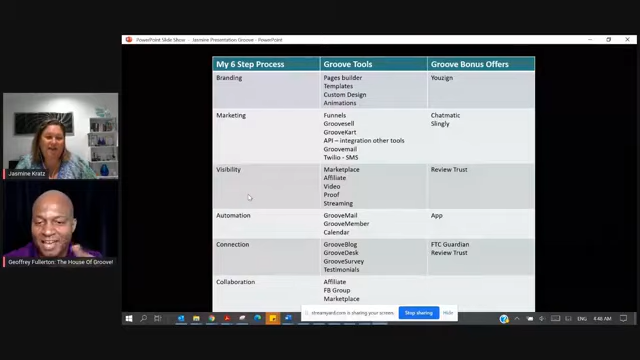 PowerPoint Slide Show - Jasmine Presentation Groove - PowerPoint
My 6 Step Process
Groove Tools
Groove Bonus Offers
Branding
Pages builder
Templates
Custom Design
Animations
Youzign
Marketing
Funnels
Groovesell
GrooveKart
API – integration other tools
Groovemail
Twilio - SMS
Chatmatic
Slingly
Visibility
Marketplace
Affiliate
Video
Proof
Streaming
Review Trust
Automation
GrooveMail
GrooveMember
Calendar
App
Connection
GrooveBlog
GrooveDesk
GrooveSurvey
Testimonials
FTC Guardian
Review Trust
Collaboration
Affiliate
FB Group
Marketplace
Jasmine Kratz
Geoffrey Fullerton: The House Of Groove!
streamyard.com is sharing your screen.
Stop sharing
Hide
4:46 AM